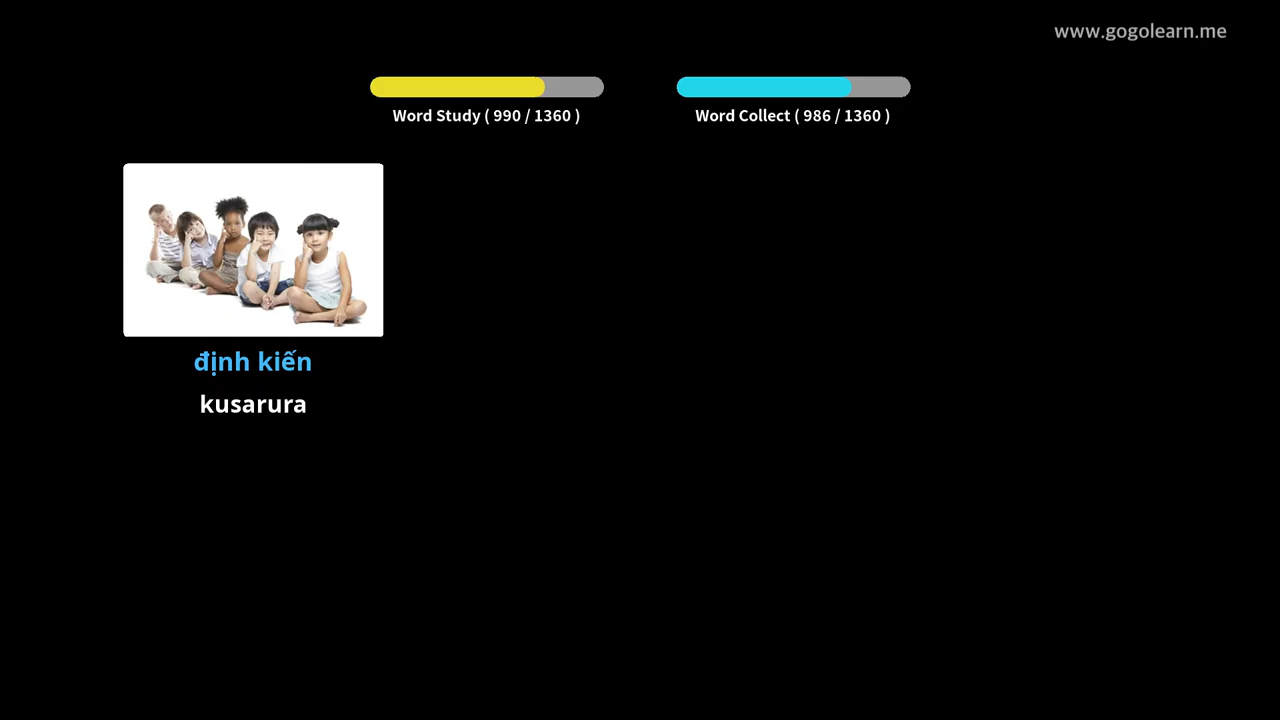 www.gogolearn.me
Word Study ( 990 / 1360 )
Word Collect ( 986 / 1360 )
định kiến
kusarura